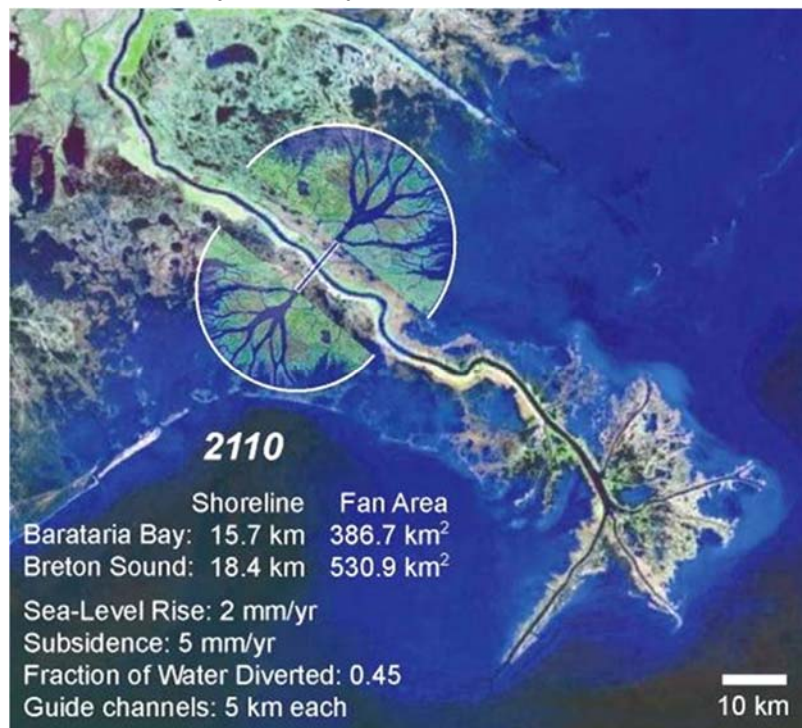 2110
Shoreline Fan Area
Barataria Bay: 15.7 km 386.7 km²
Breton Sound: 18.4 km 530.9 km²
Sea-Level Rise: 2 mm/yr
Subsidence: 5 mm/yr
Fraction of Water Diverted: 0.45
Guide channels: 5 km each
10 km